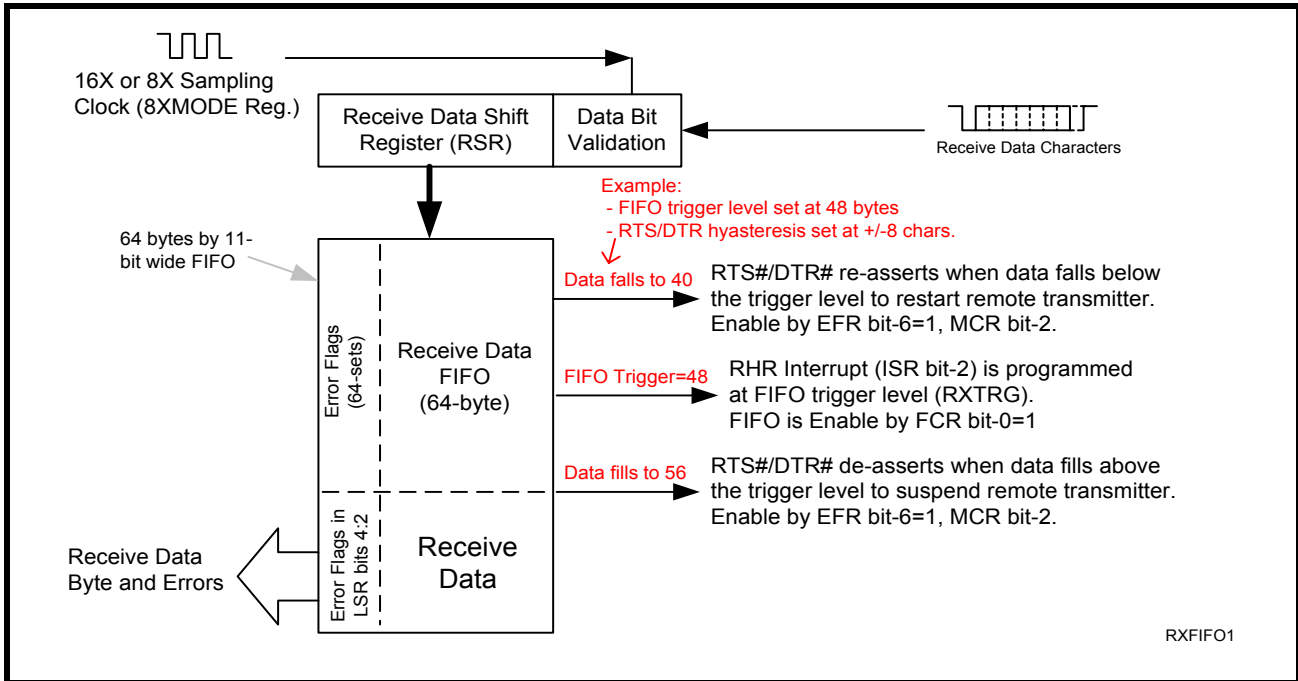 16X or 8X Sampling
Clock (8XMODE Reg.)
Receive Data Shift
Register (RSR)
Data Bit
Validation
Receive Data Characters
Example:
- FIFO trigger level set at 48 bytes
- RTS/DTR hyasteresis set at +/-8 chars.
64 bytes by 11-
bit wide FIFO
Error Flags
(64-sets)
Receive Data
FIFO
(64-byte)
Data falls to 40
RTS#/DTR# re-asserts when data falls below
the trigger level to restart remote transmitter.
Enable by EFR bit-6=1, MCR bit-2.
FIFO Trigger=48
RHR Interrupt (ISR bit-2) is programmed
at FIFO trigger level (RXTRG).
FIFO is Enable by FCR bit-0=1
Data fills to 56
RTS#/DTR# de-asserts when data fills above
the trigger level to suspend remote transmitter.
Enable by EFR bit-6=1, MCR bit-2.
Error Flags in
LSR bits 4:2
Receive
Data
Receive Data
Byte and Errors
RXFIFO1